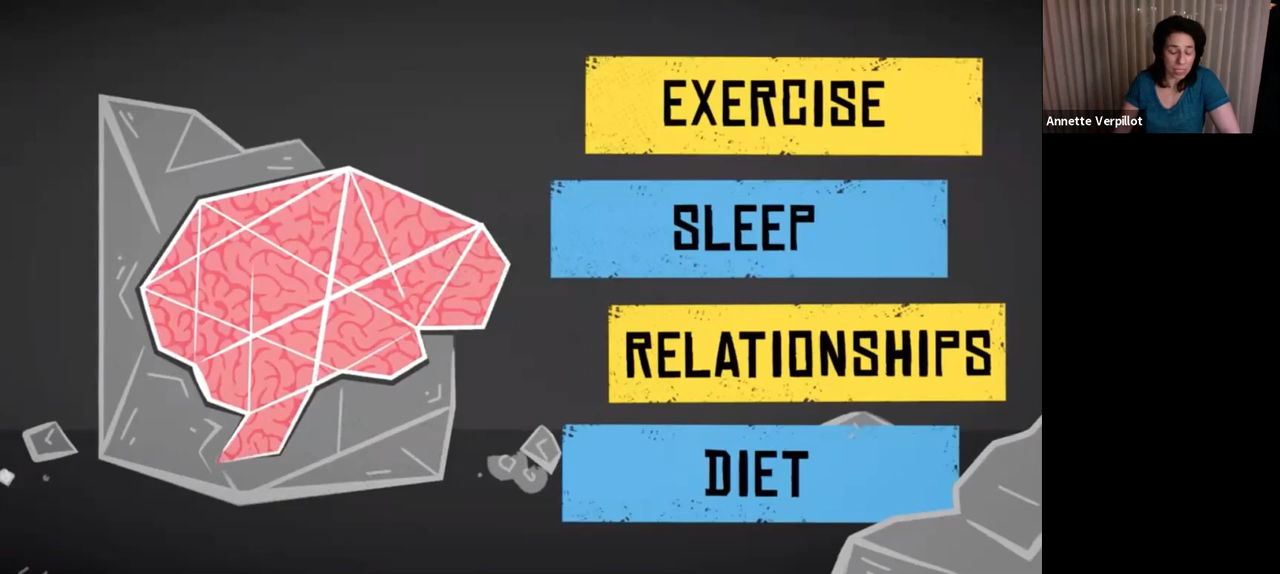 EXERCISE
SLEEP
RELATIONSHIPS
DIET
Annette Verpillot